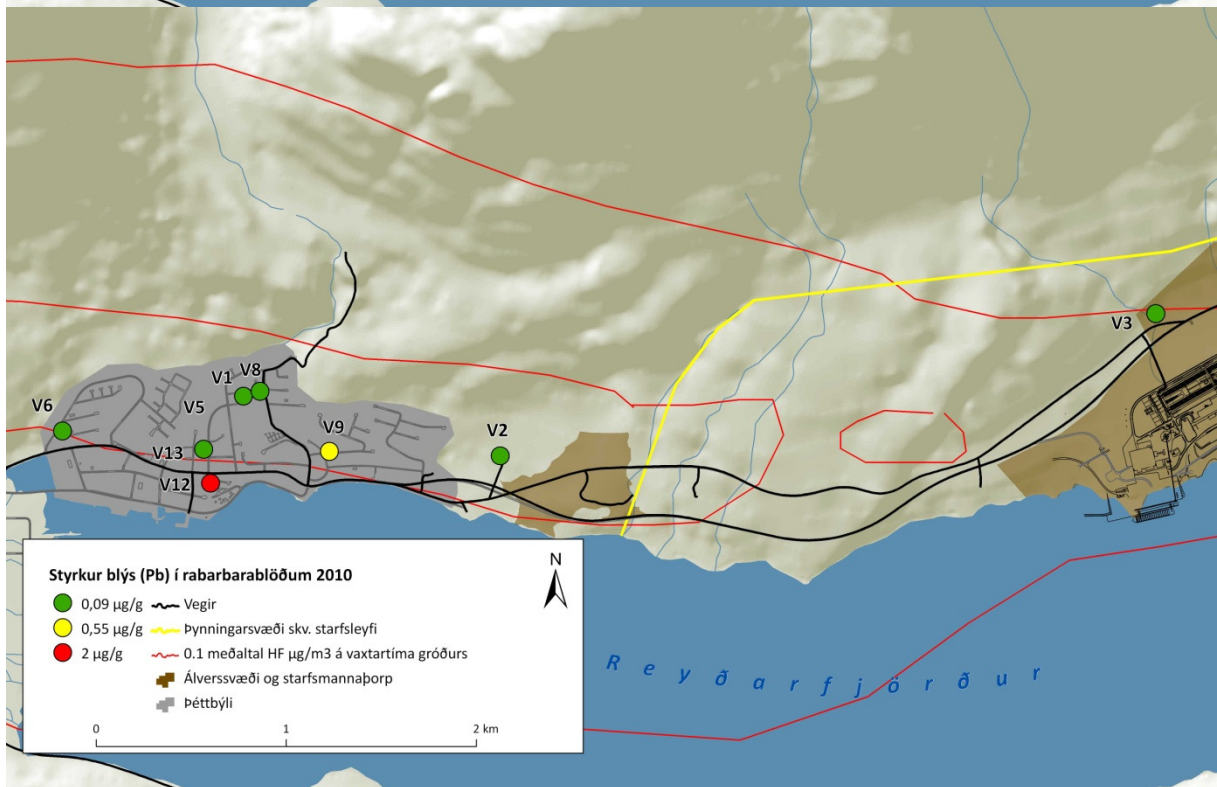 V3
V1 V8
V6
V5
V9
V2
V13
V12
Styrkur blýs (Pb) í rabarbarablöðum 2010
0,09 µg/g
0,55 µg/g
2 µg/g
Vegir
Þynningarsvæði skv. starfsleyfi
0.1 meðaltal HF µg/m3 á vaxtartíma gróðurs
Álverssvæði og starfsmannaþorp
Þéttbýli
N
0 1 2 km
Reyðarfjörður